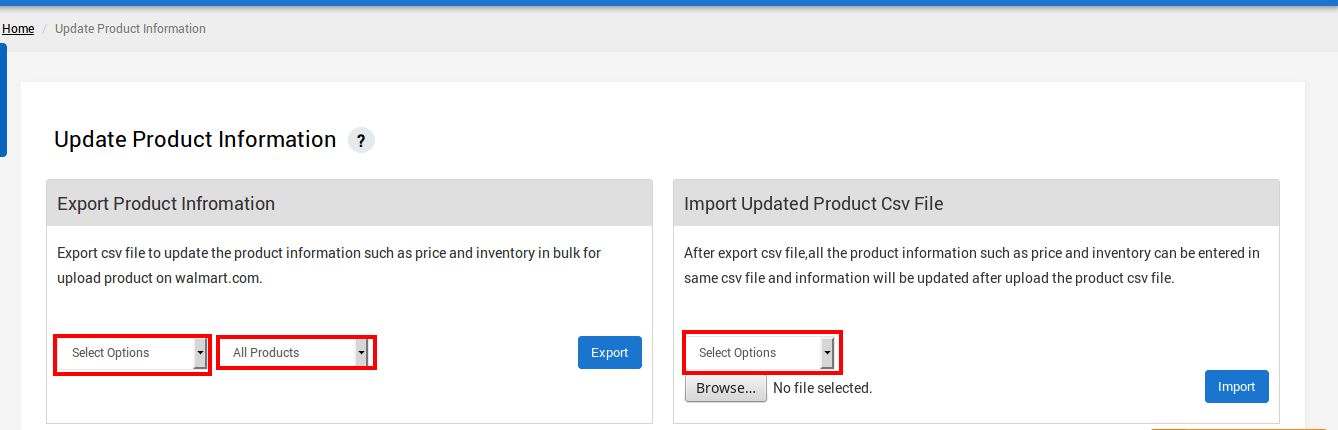 Home / Update Product Information
Update Product Information ?
Export Product Infromation
Export csv file to update the product information such as price and inventory in bulk for
upload product on walmart.com.
Select Options
All Products
Export
Import Updated Product Csv File
After export csv file,all the product information such as price and inventory can be entered in
same csv file and information will be updated after upload the product csv file.
Select Options
Browse... No file selected.
Import